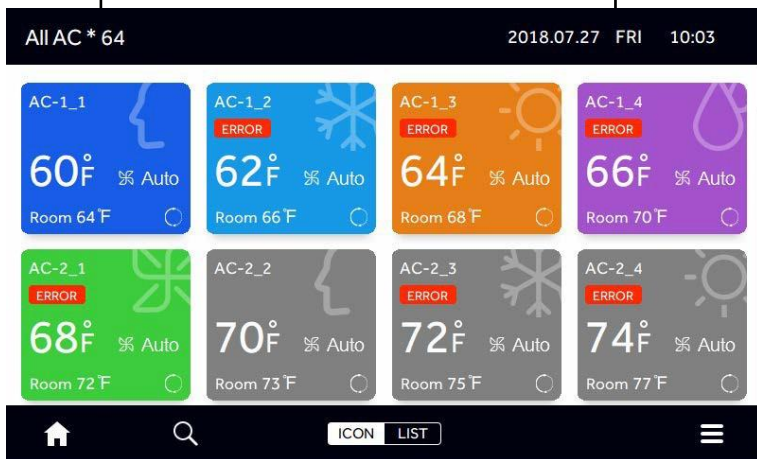 All AC * 64 2018.07.27 FRI 10:03
AC-1_1 AC-1_2 AC-1_3 AC-1_4
ERROR ERROR ERROR
60°F Auto 62°F Auto 64°F Auto 66°F Auto
Room 64°F Room 66°F Room 68°F Room 70°F
AC-2_1 AC-2_2 AC-2_3 AC-2_4
ERROR ERROR ERROR
68°F Auto 70°F Auto 72°F Auto 74°F Auto
Room 72°F Room 73°F Room 75°F Room 77°F
ICON LIST